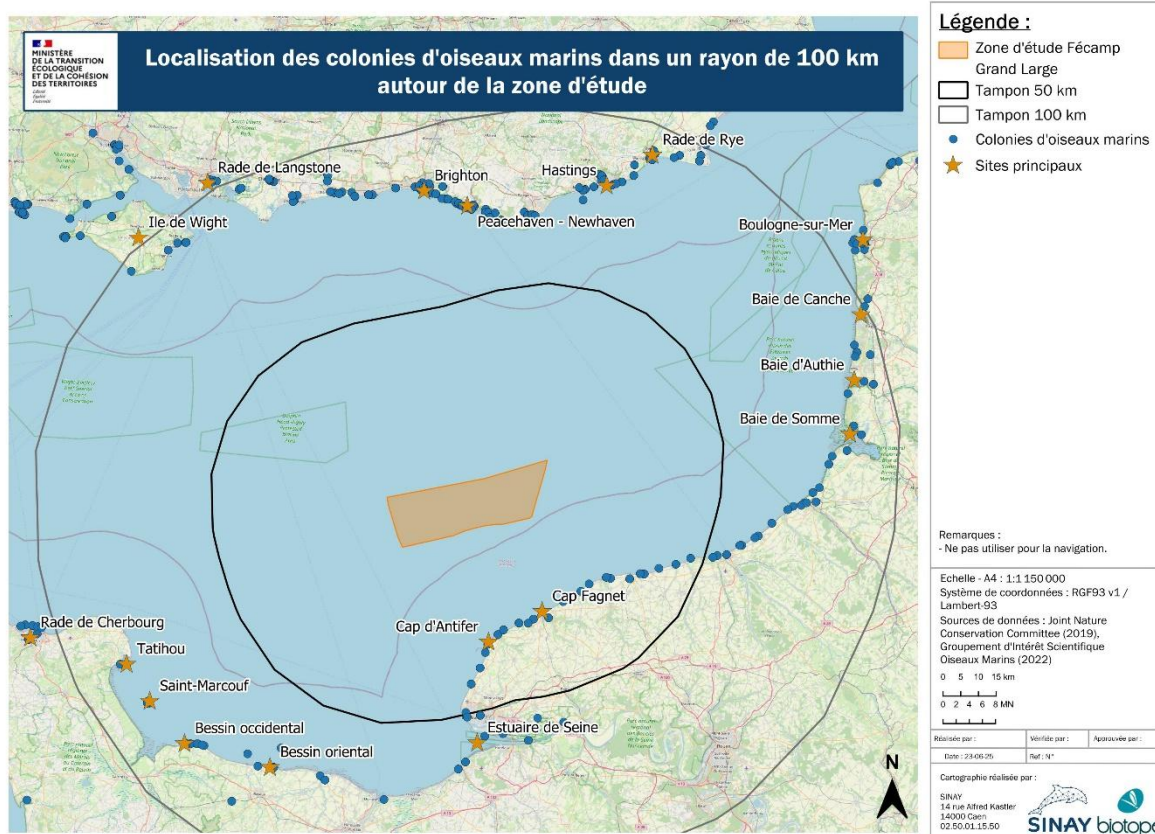 MINISTÈRE
DE LA TRANSITION
ÉCOLOGIQUE
ET DE LA COHÉSION
DES TERRITOIRES
Liberté
Égalité
Fraternité
Localisation des colonies d'oiseaux marins dans un rayon de 100 km
autour de la zone d'étude
Rade de Rye
Rade de Langstone
Brighton
Hastings
Peacehaven - Newhaven
Ile de Wight
Boulogne-sur-Mer
Baie de Canche
Baie d'Authie
Baie de Somme
Cap Fagnet
Cap d'Antifer
Rade de Cherbourg
Tatihou
Saint-Marcouf
Bessin occidental
Estuaire de Seine
Bessin oriental
N
Légende :
Zone d'étude Fécamp
Grand Large
Tampon 50 km
Tampon 100 km
Colonies d'oiseaux marins
Sites principaux
Remarques :
- Ne pas utiliser pour la navigation.
Echelle - A4 : 1:1 150 000
Système de coordonnées : RGF93 v1 /
Lambert-93
Sources de données : Joint Nature
Conservation Committee (2019),
Groupement d'Intérêt Scientifique
Oiseaux Marins (2022)
0 5 10 15 km
0 2 4 6 8 MN
Réalisée par : Vérifiée par : Approuvée par :
Date : 23-06-25 Ref : N°
Cartographie réalisée par :
SINAY
14 rue Alfred Kastler
14000 Caen
02.50.01.15.50
SINAY biotope